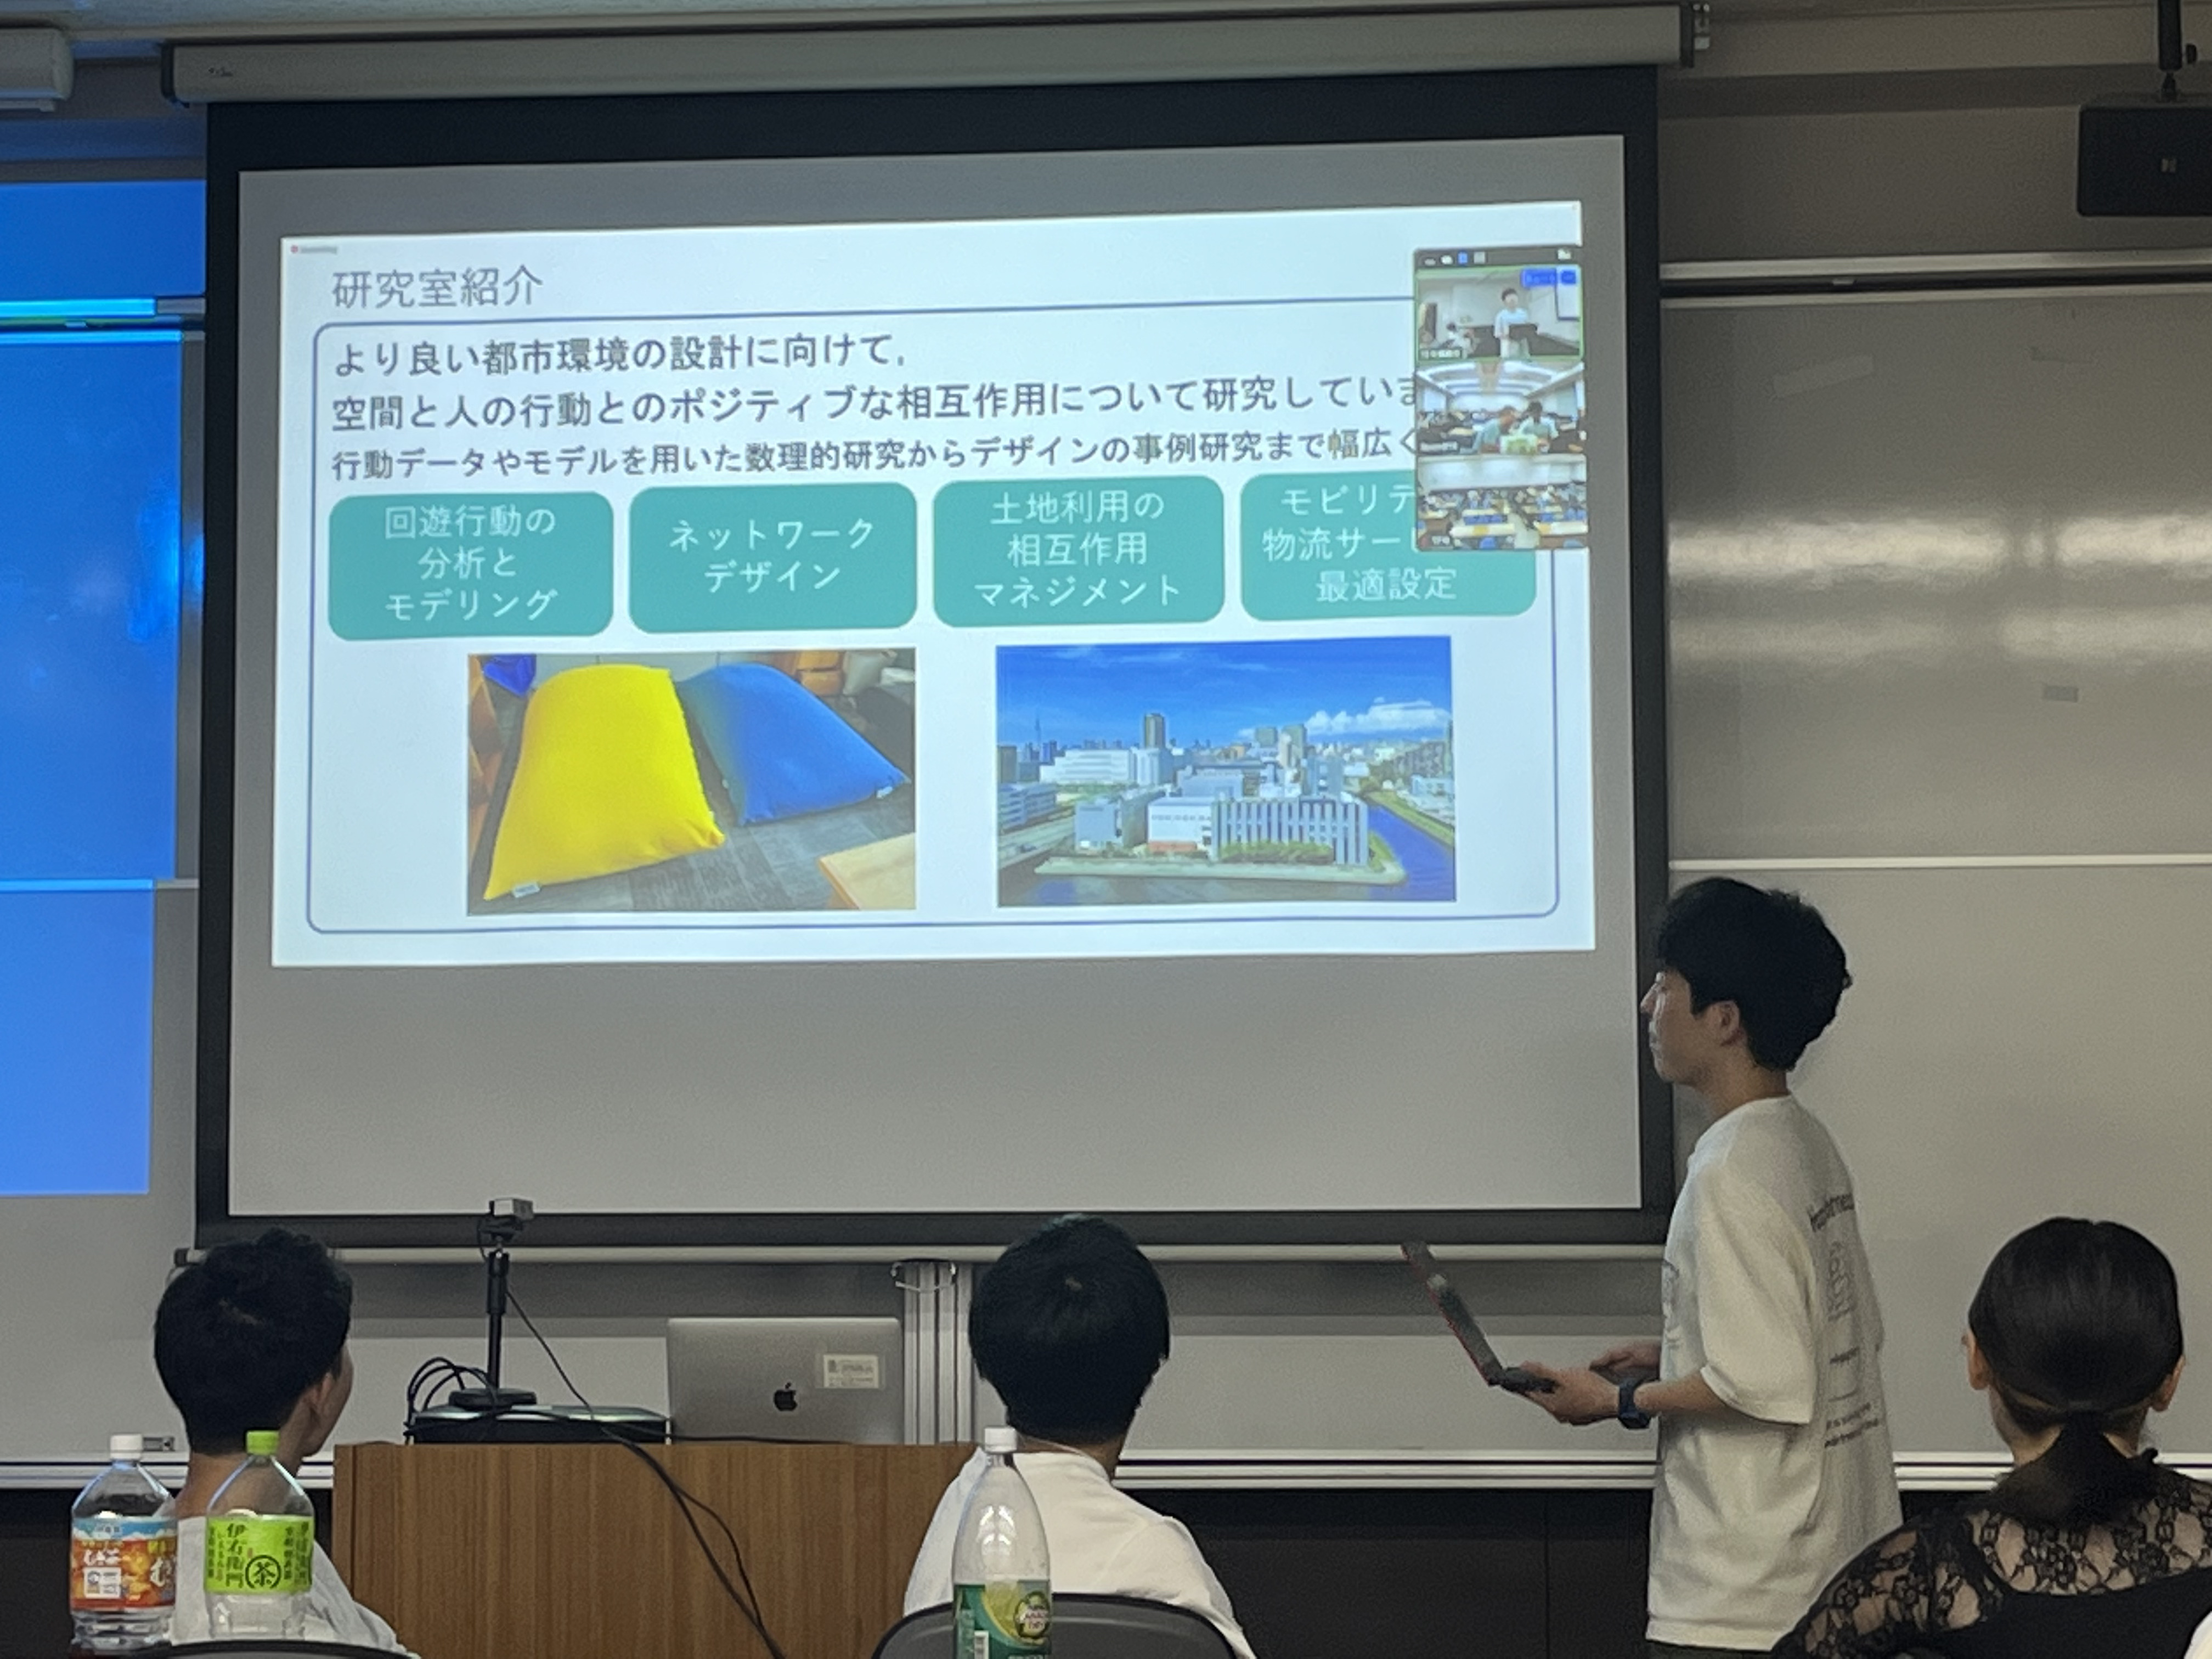 研究室紹介
より良い都市環境の設計に向けて,
空間と人の行動とのポジティブな相互作用について研究していま
行動データやモデルを用いた数理的研究からデザインの事例研究まで幅広く
回遊行動の
分析と
モデリング
ネットワーク
デザイン
土地利用の
相互作用
マネジメント
モビリテ
物流サー
最適設定
伊右衛門
茶